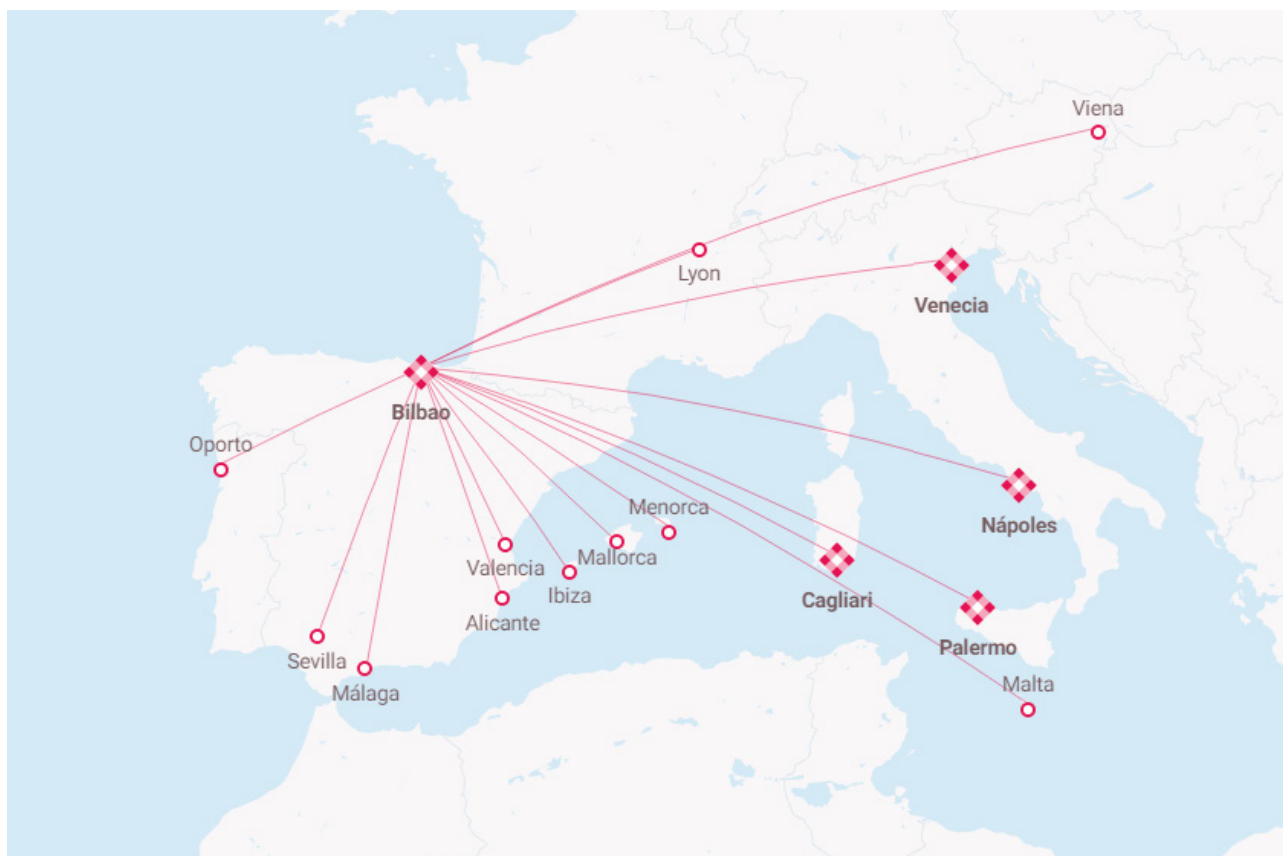 Viena
Lyon
Venecia
Bilbao
Oporto
Menorca
Nápoles
Mallorca
Valencia
Ibiza
Cagliari
Alicante
Palermo
Sevilla
Malta
Málaga